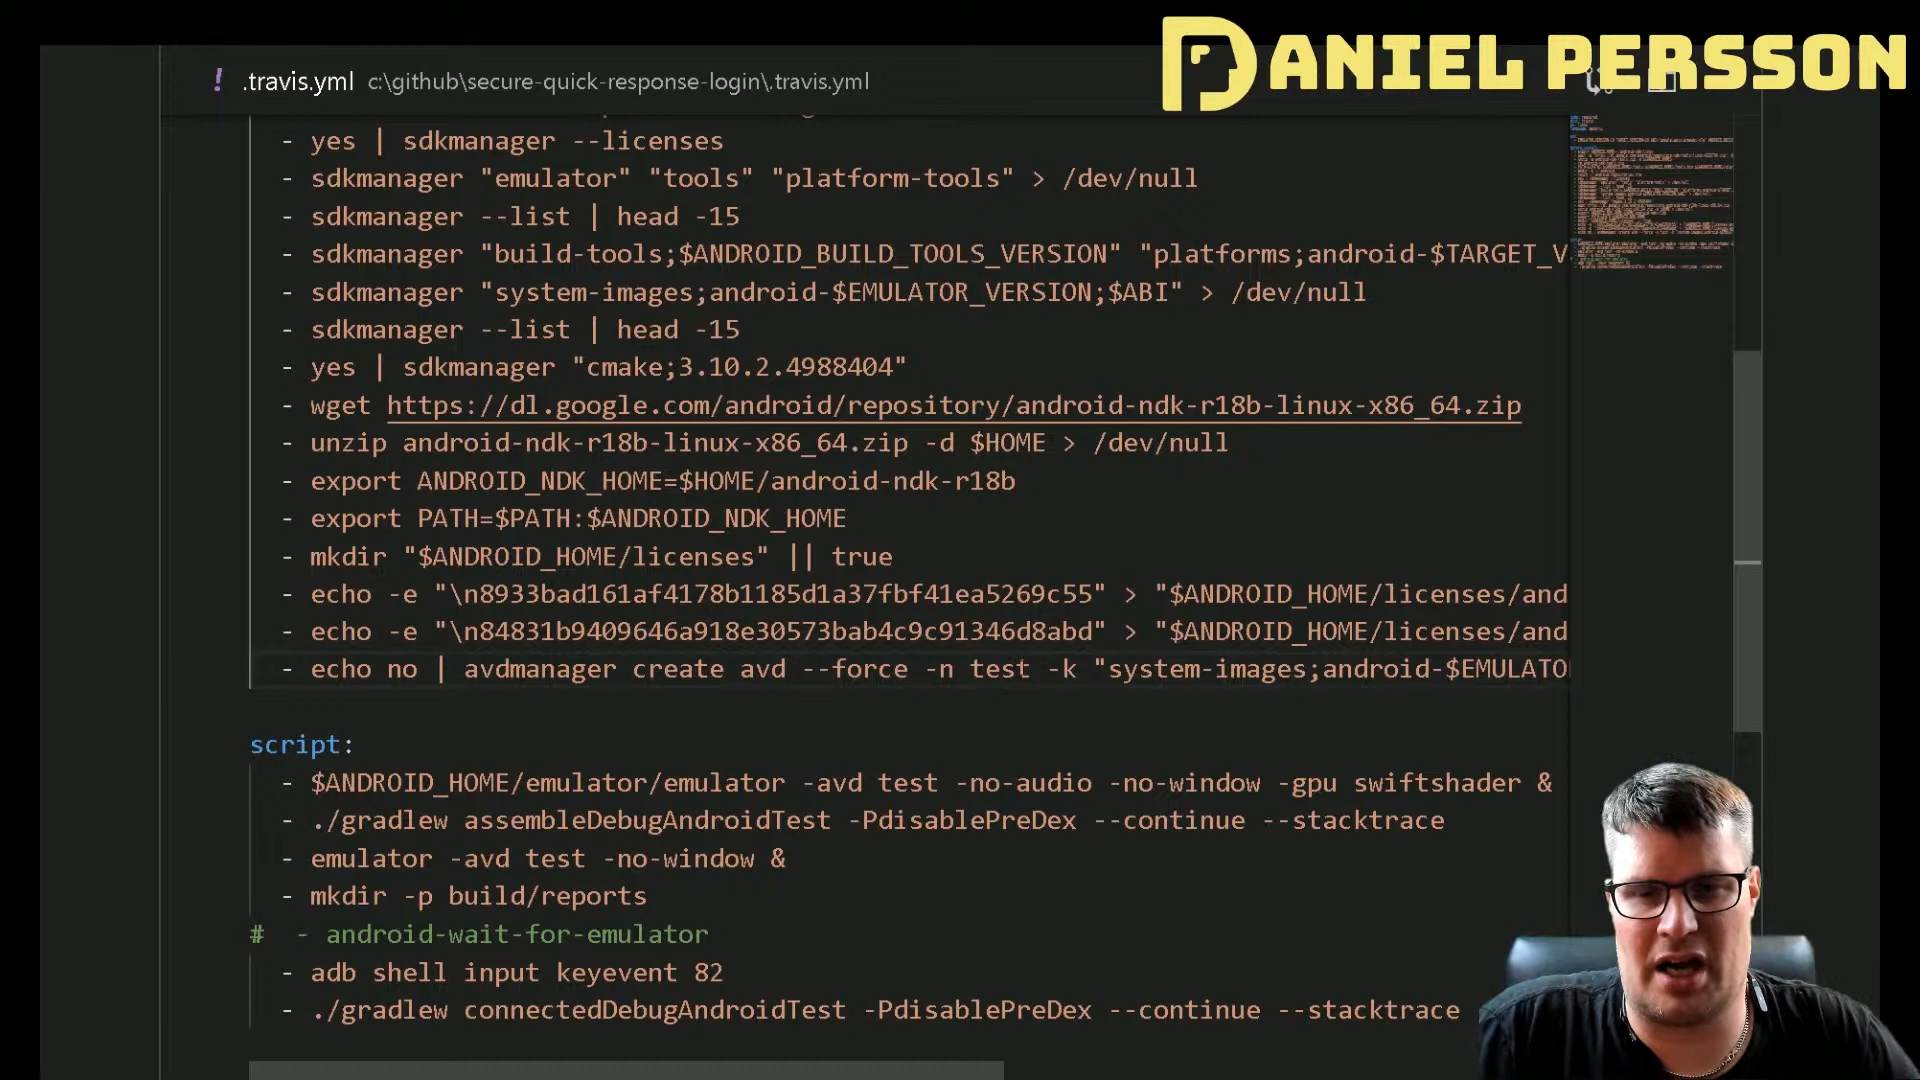 DANIEL PERSSON
! .travis.yml c:\github\secure-quick-response-login\.travis.yml
- yes | sdkmanager --licenses
- sdkmanager "emulator" "tools" "platform-tools" > /dev/null
- sdkmanager --list | head -15
- sdkmanager "build-tools;$ANDROID_BUILD_TOOLS_VERSION" "platforms;android-$TARGET_V
- sdkmanager "system-images;android-$EMULATOR_VERSION;$ABI" > /dev/null
- sdkmanager --list | head -15
- yes | sdkmanager "cmake;3.10.2.4988404"
- wget https://dl.google.com/android/repository/android-ndk-r18b-linux-x86_64.zip
- unzip android-ndk-r18b-linux-x86_64.zip -d $HOME > /dev/null
- export ANDROID_NDK_HOME=$HOME/android-ndk-r18b
- export PATH=$PATH:$ANDROID_NDK_HOME
- mkdir "$ANDROID_HOME/licenses" || true
- echo -e "\n8933bad161af4178b1185d1a37fbf41ea5269c55" > "$ANDROID_HOME/licenses/and
- echo -e "\n84831b9409646a918e30573bab4c9c91346d8abd" > "$ANDROID_HOME/licenses/and
- echo no | avdmanager create avd --force -n test -k "system-images;android-$EMULATO
script:
- $ANDROID_HOME/emulator/emulator -avd test -no-audio -no-window -gpu swiftshader &
- ./gradlew assembleDebugAndroidTest -PdisablePreDex --continue --stacktrace
- emulator -avd test -no-window &
- mkdir -p build/reports
# - android-wait-for-emulator
- adb shell input keyevent 82
- ./gradlew connectedDebugAndroidTest -PdisablePreDex --continue --stacktrace